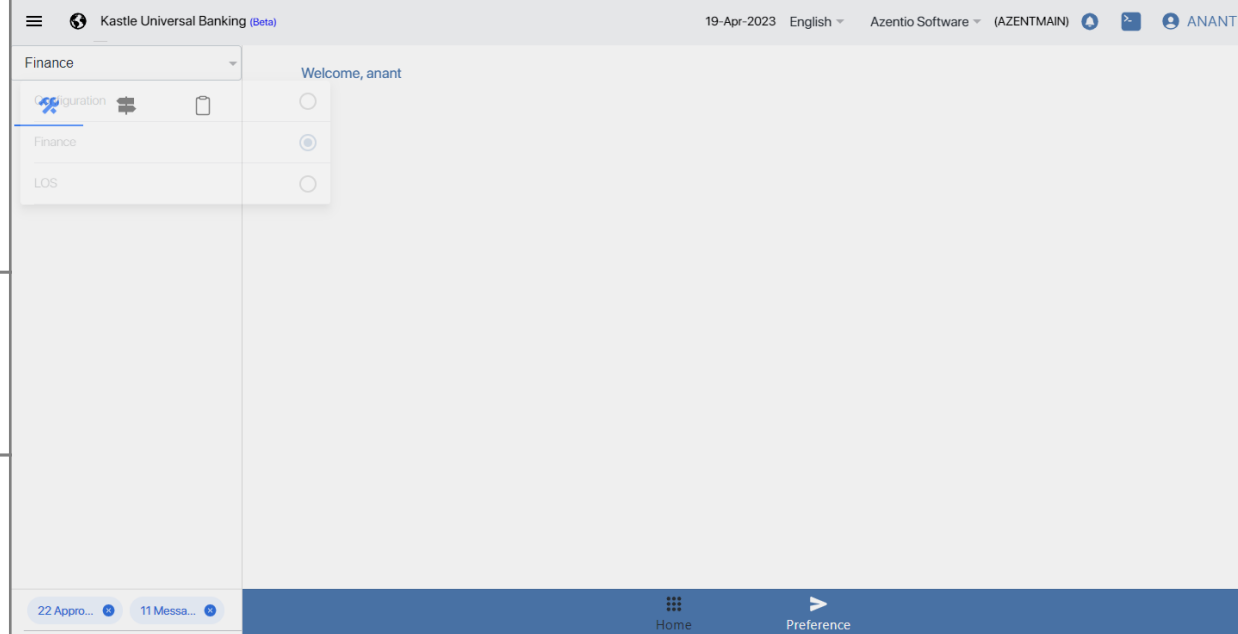 Kastle Universal Banking (Beta) 19-Apr-2023 English Azentio Software (AZENTMAIN) ANANT
Finance
Welcome, anant
Configuration
Finance
LOS
22 Appro... 11 Messa...
Home Preference